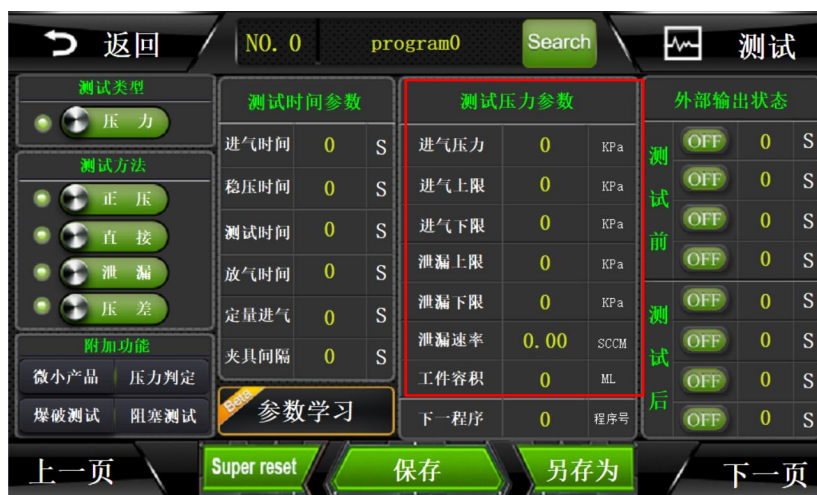 返回
NO. 0
program0
Search
测试
测试类型
压 力
测试方法
正 压
直 接
泄 漏
压 差
附加功能
微小产品 压力判定
爆破测试 阻塞测试
测试时间参数
进气时间 0 S
稳压时间 0 S
测试时间 0 S
放气时间 0 S
定量进气 0 S
夹具间隔 0 S
Beta
参数学习
测试压力参数
进气压力 0 KPa
进气上限 0 KPa
进气下限 0 KPa
泄漏上限 0 KPa
泄漏下限 0 KPa
泄漏速率 0.00 SCCM
工件容积 0 ML
下一程序 0 程序号
外部输出状态
测试前
OFF 0 S
OFF 0 S
OFF 0 S
OFF 0 S
测试后
OFF 0 S
OFF 0 S
OFF 0 S
OFF 0 S
上一页
Super reset
保存
另存为
下一页